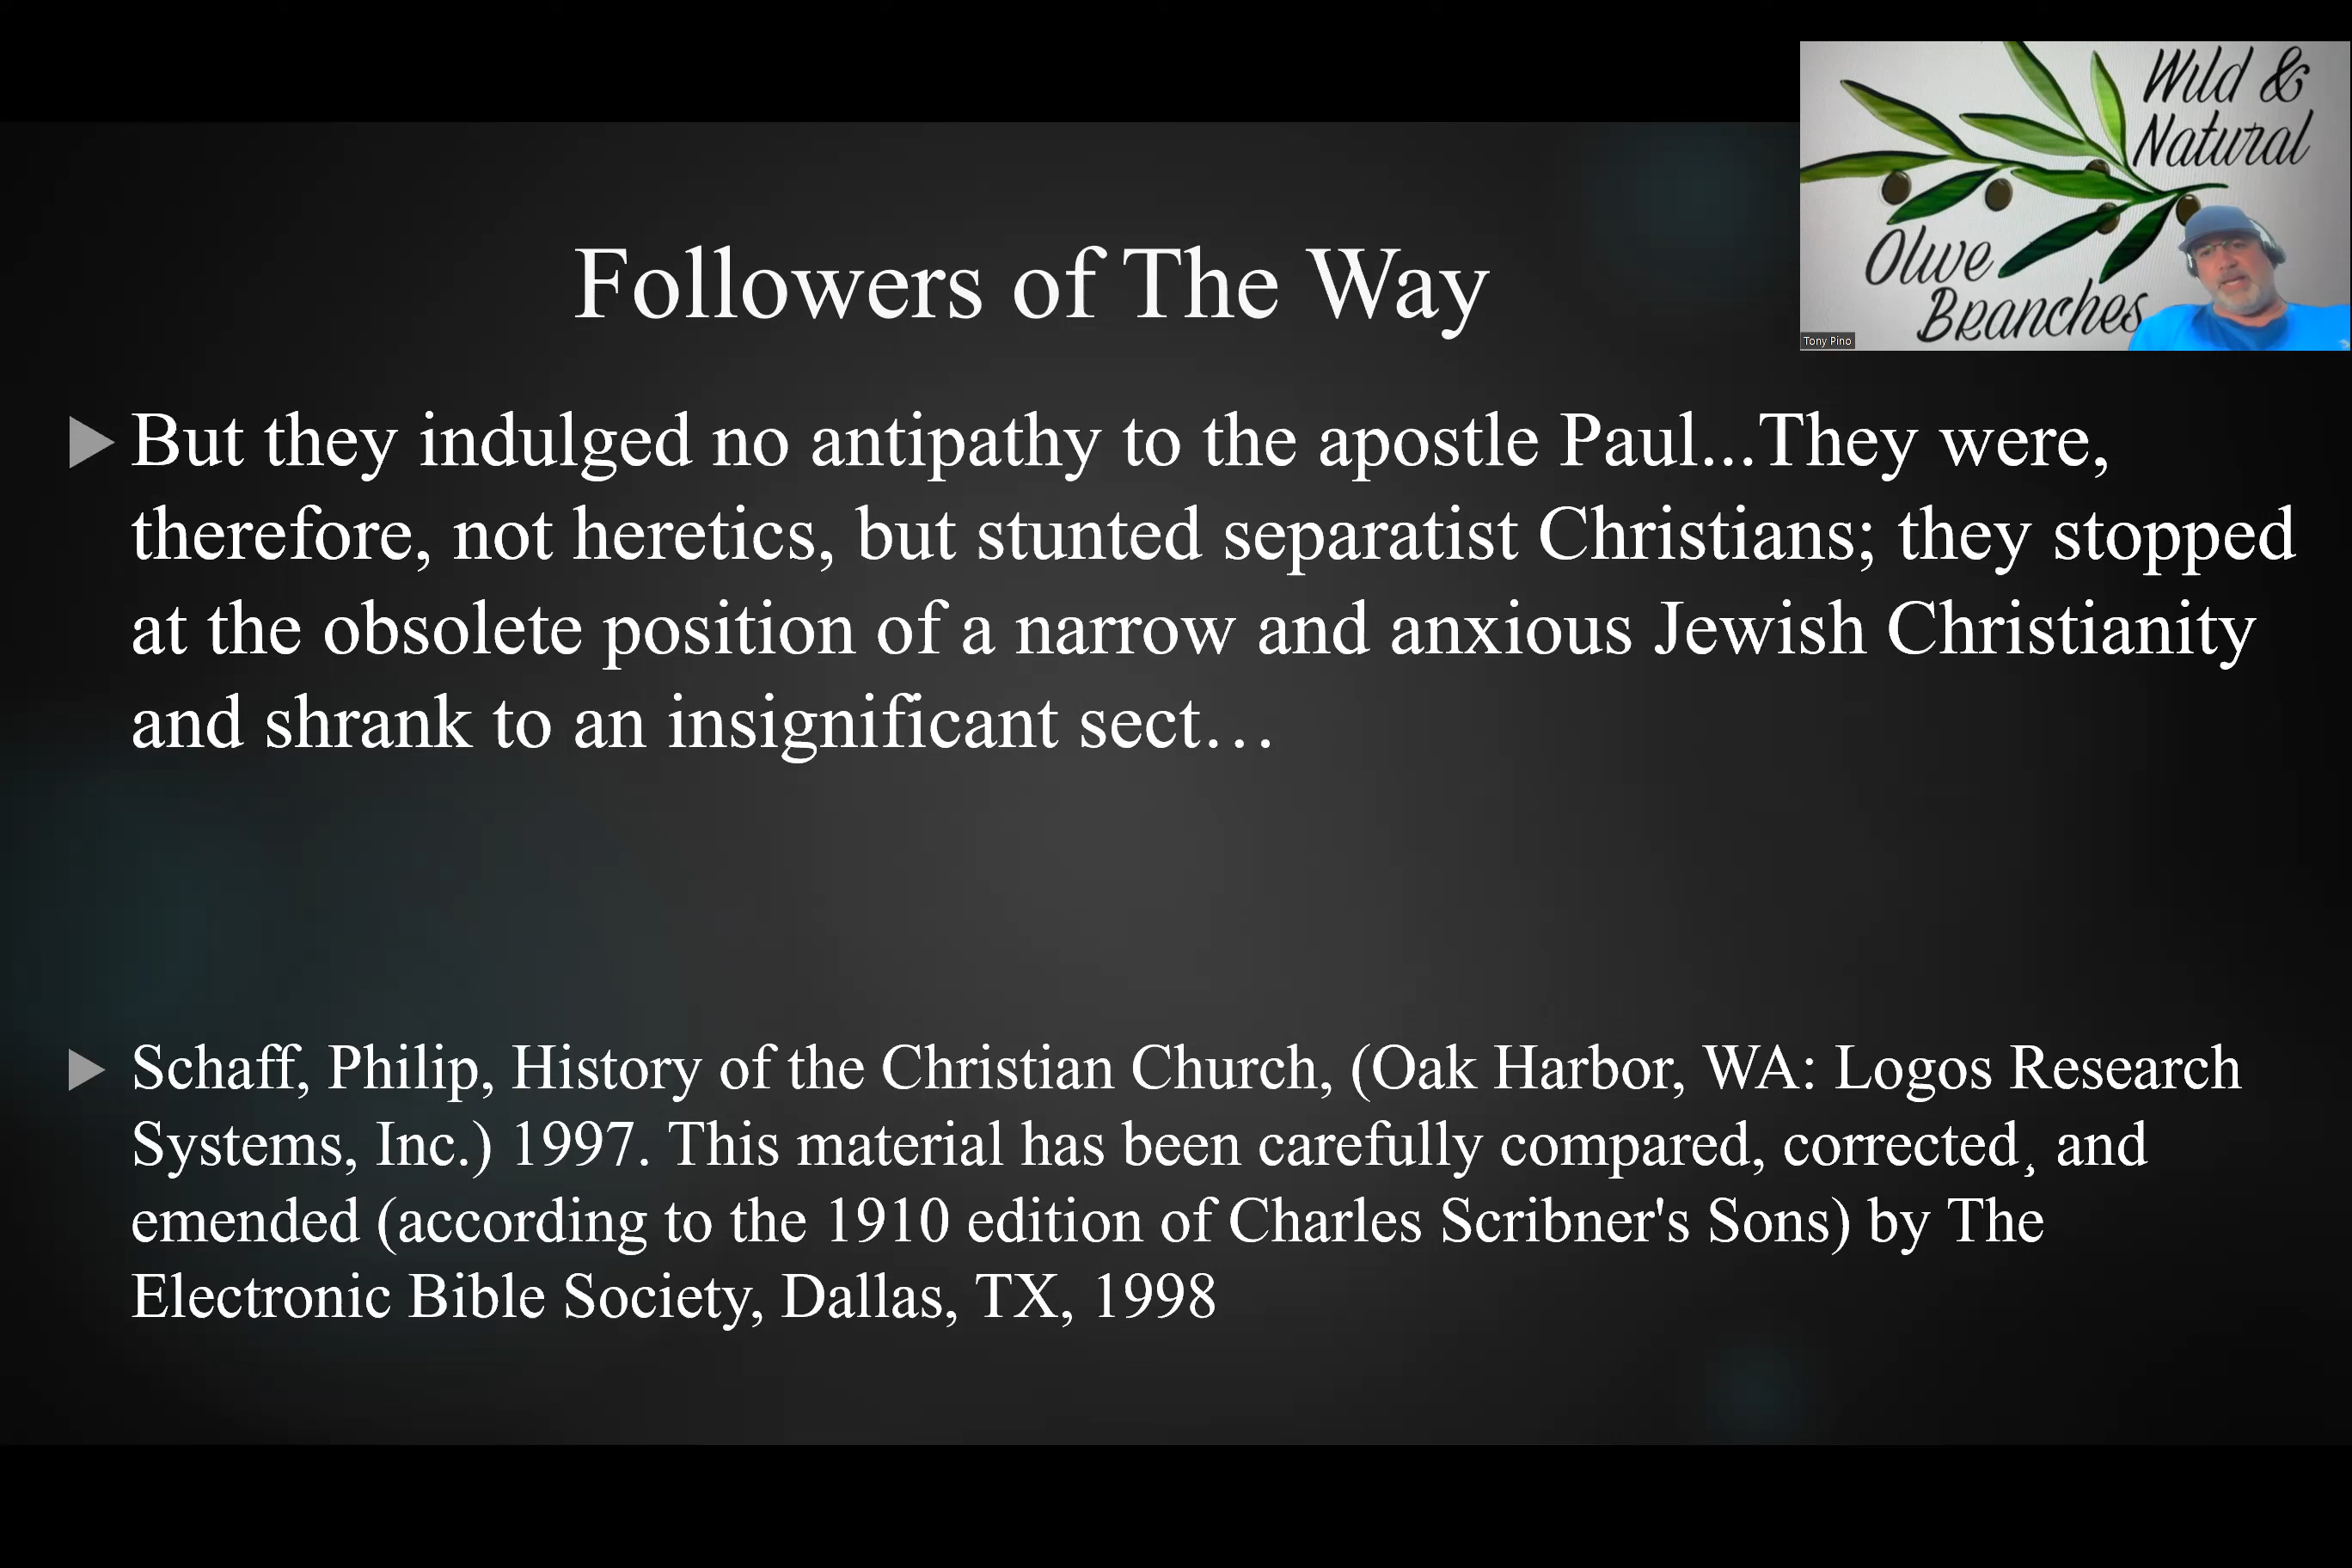 Wild &
Natural
Olive
Branches
Tony Pino
Followers of The Way
But they indulged no antipathy to the apostle Paul...They were,
therefore, not heretics, but stunted separatist Christians; they stopped
at the obsolete position of a narrow and anxious Jewish Christianity
and shrank to an insignificant sect…
Schaff, Philip, History of the Christian Church, (Oak Harbor, WA: Logos Research
Systems, Inc.) 1997. This material has been carefully compared, corrected¸ and
emended (according to the 1910 edition of Charles Scribner's Sons) by The
Electronic Bible Society, Dallas, TX, 1998